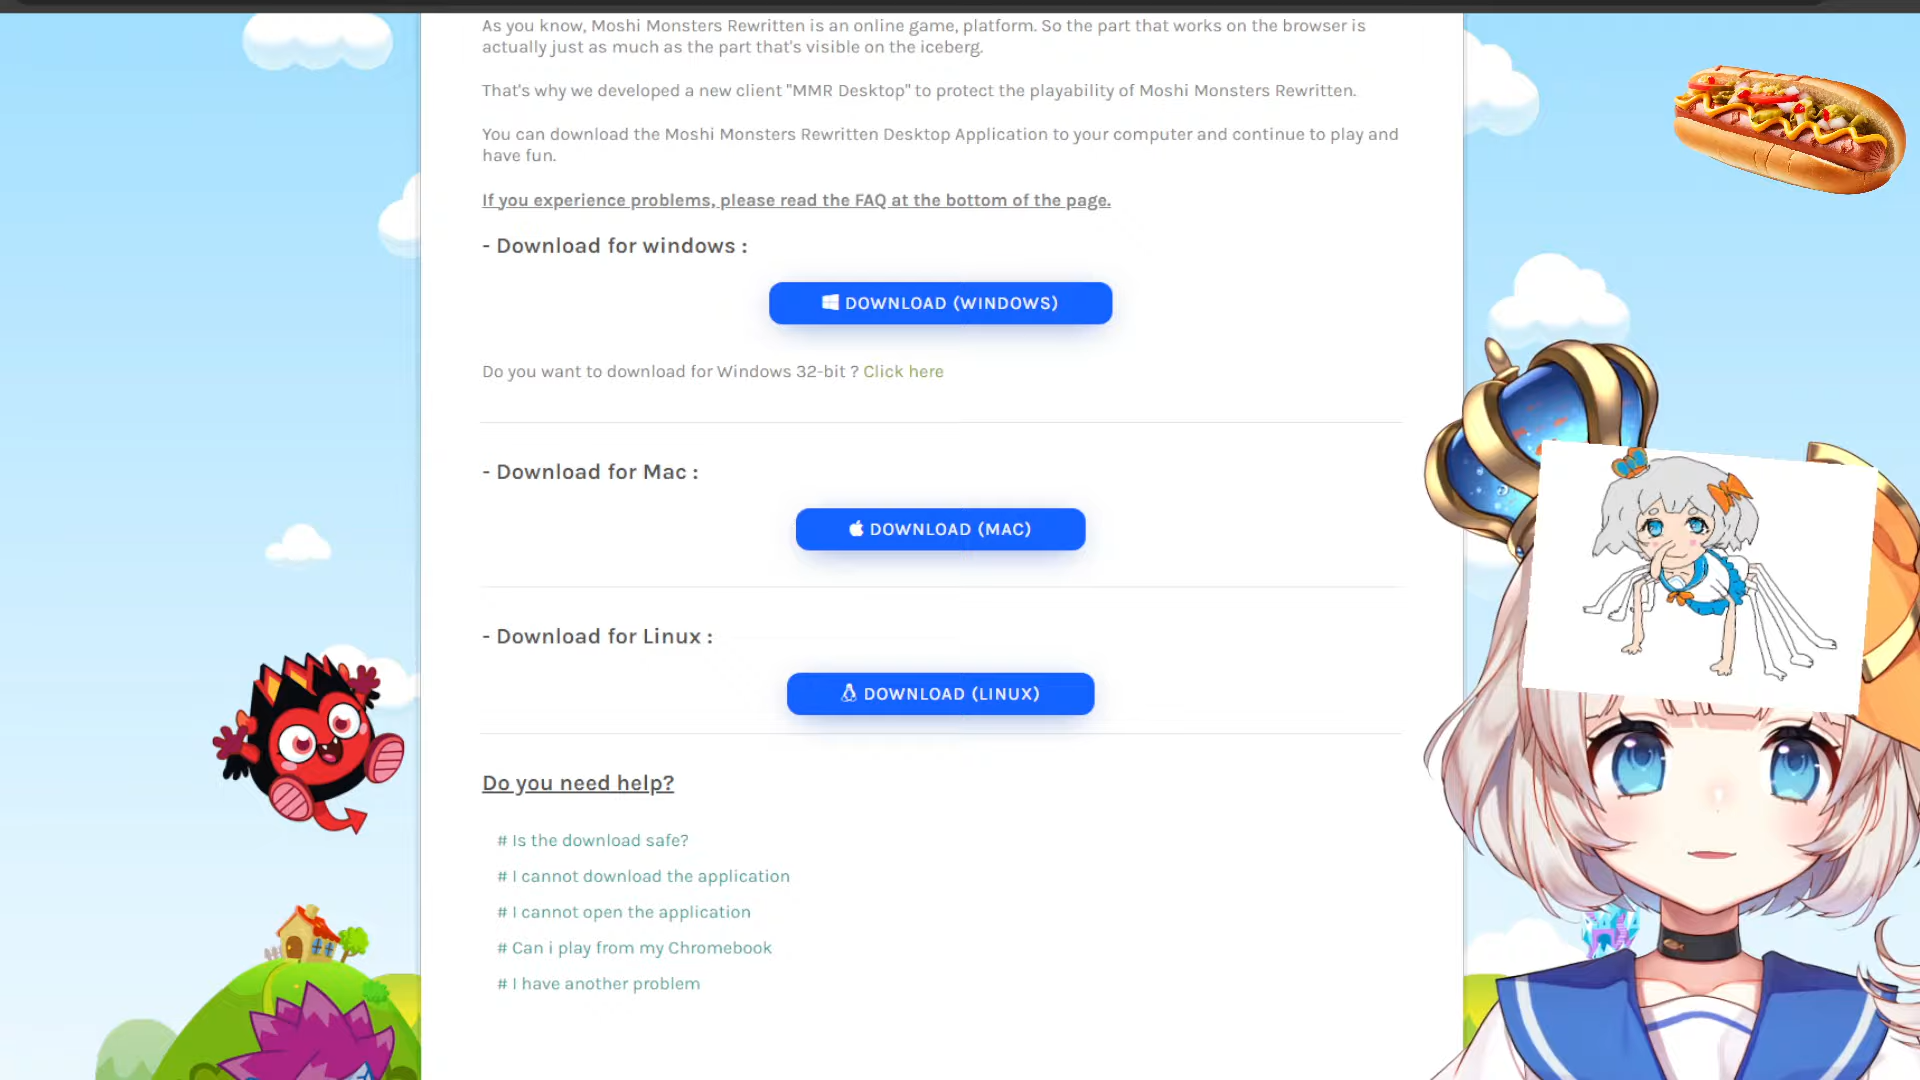 As you know, Moshi Monsters Rewritten is an online game, platform. So the part that works on the browser is
actually just as much as the part that's visible on the iceberg.
That's why we developed a new client "MMR Desktop" to protect the playability of Moshi Monsters Rewritten.
You can download the Moshi Monsters Rewritten Desktop Application to your computer and continue to play and
have fun.
If you experience problems, please read the FAQ at the bottom of the page.
- Download for windows :
DOWNLOAD (WINDOWS)
Do you want to download for Windows 32-bit ? Click here
- Download for Mac :
DOWNLOAD (MAC)
- Download for Linux :
DOWNLOAD (LINUX)
Do you need help?
# Is the download safe?
# I cannot download the application
# I cannot open the application
# Can i play from my Chromebook
# I have another problem